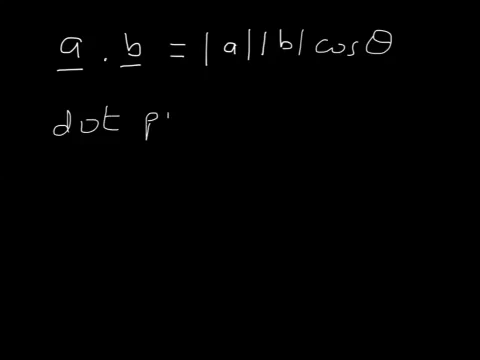 a . b = |a| |b| cosθ
dot p